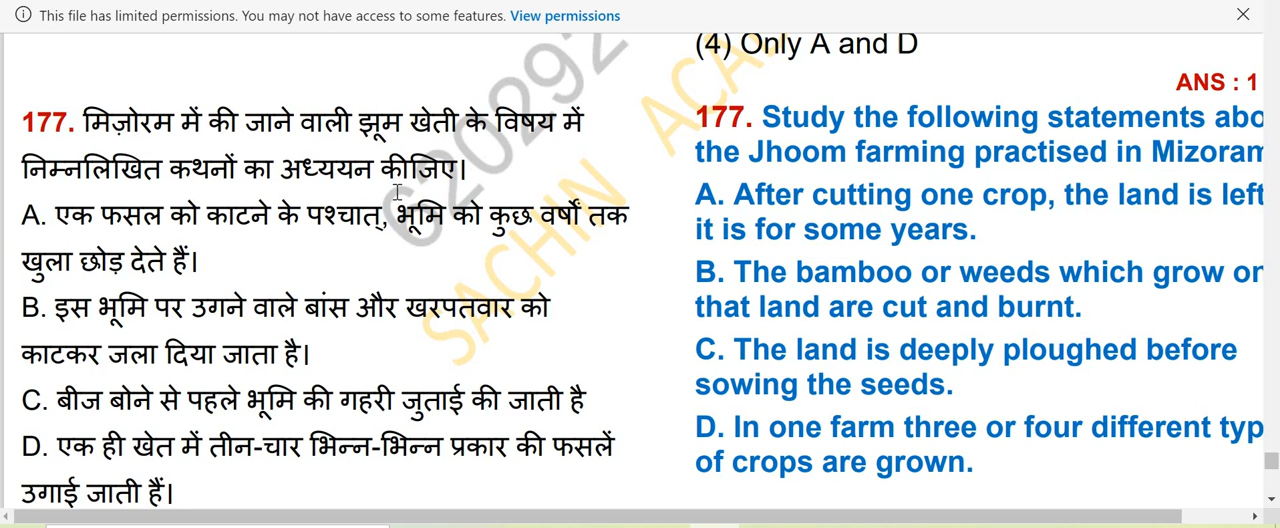 This file has limited permissions. You may not have access to some features. View permissions
177. मिज़ोरम में की जाने वाली झूम खेती के विषय में
निम्नलिखित कथनों का अध्ययन कीजिए।
A. एक फसल को काटने के पश्चात्, भूमि को कुछ वर्षों तक
खुला छोड़ देते हैं।
B. इस भूमि पर उगने वाले बांस और खरपतवार को
काटकर जला दिया जाता है।
C. बीज बोने से पहले भूमि की गहरी जुताई की जाती है
D. एक ही खेत में तीन-चार भिन्न-भिन्न प्रकार की फसलें
उगाई जाती हैं।
(4) Only A and D
ANS : 1
177. Study the following statements abo
the Jhoom farming practised in Mizoram
A. After cutting one crop, the land is left
it is for some years.
B. The bamboo or weeds which grow on
that land are cut and burnt.
C. The land is deeply ploughed before
sowing the seeds.
D. In one farm three or four different typ
of crops are grown.
620292
SACHIN ACA